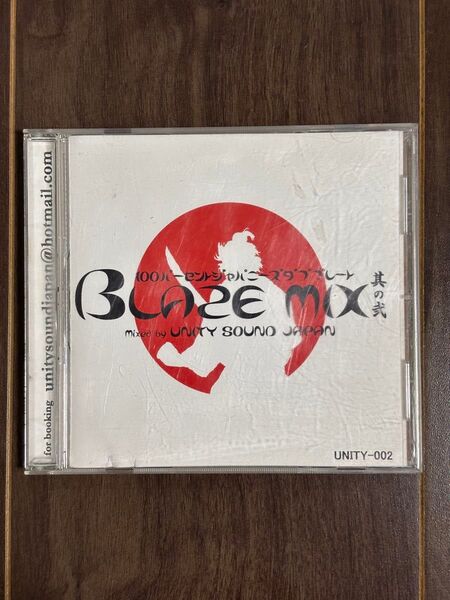 for booking unitysoundjapan@hotmail.com
100パーセントジャパニーズダブプレート
BLAZE MIX 其の弐
Mixed by UNITY SOUND JAPAN
UNITY-002